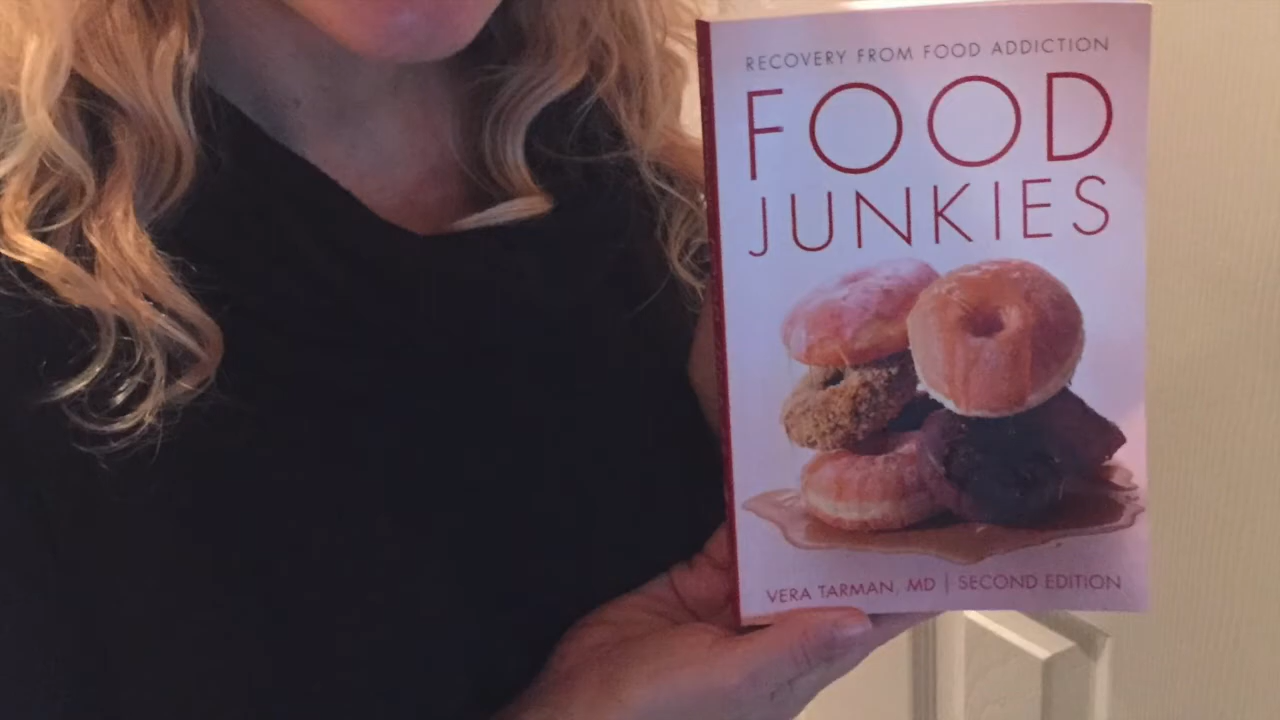 RECOVERY FROM FOOD ADDICTION
FOOD
JUNKIES
VERA TARMAN, MD | SECOND EDITION